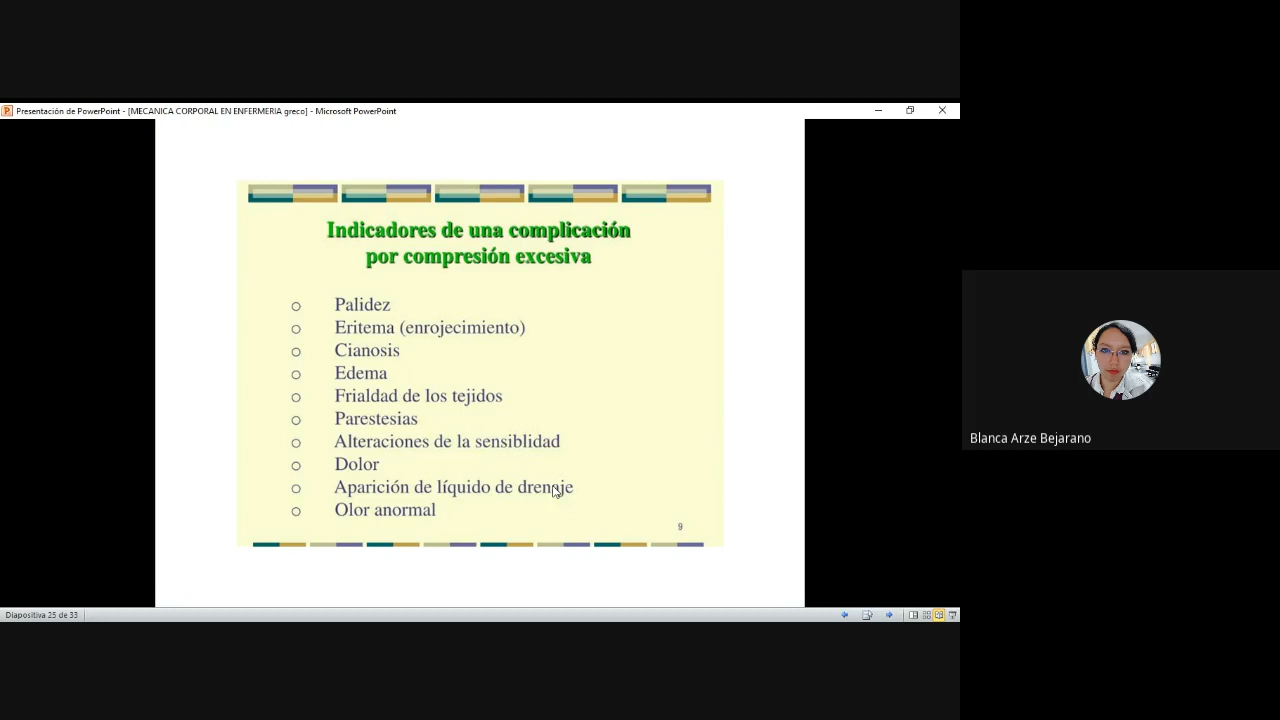 Presentación de PowerPoint - [MECANICA CORPORAL EN ENFERMERIA greco] - Microsoft PowerPoint
Indicadores de una complicación
por compresión excesiva
Palidez
Eritema (enrojecimiento)
Cianosis
Edema
Frialdad de los tejidos
Parestesias
Alteraciones de la sensiblidad
Dolor
Aparición de líquido de drenaje
Olor anormal
9
Blanca Arze Bejarano
Diapositiva 25 de 33